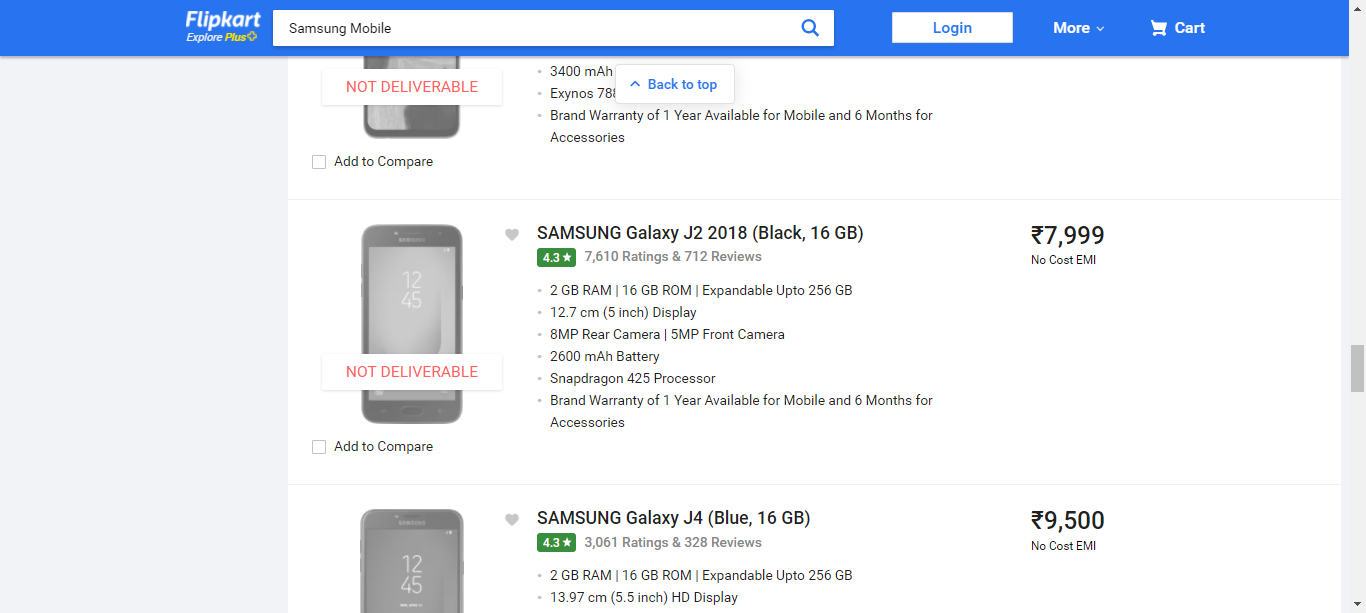 Flipkart
Explore Plus
Samsung Mobile
Login
More
Cart
Back to top
NOT DELIVERABLE
3400 mAh
Exynos
Brand Warranty of 1 Year Available for Mobile and 6 Months for
Accessories
Add to Compare
SAMSUNG
12
45
NOT DELIVERABLE
Add to Compare
SAMSUNG Galaxy J2 2018 (Black, 16 GB)
4.3★ 7,610 Ratings & 712 Reviews
2 GB RAM | 16 GB ROM | Expandable Upto 256 GB
12.7 cm (5 inch) Display
8MP Rear Camera | 5MP Front Camera
2600 mAh Battery
Snapdragon 425 Processor
Brand Warranty of 1 Year Available for Mobile and 6 Months for
Accessories
₹7,999
No Cost EMI
SAMSUNG
12
45
SAMSUNG Galaxy J4 (Blue, 16 GB)
4.3★ 3,061 Ratings & 328 Reviews
2 GB RAM | 16 GB ROM | Expandable Upto 256 GB
13.97 cm (5.5 inch) HD Display
₹9,500
No Cost EMI